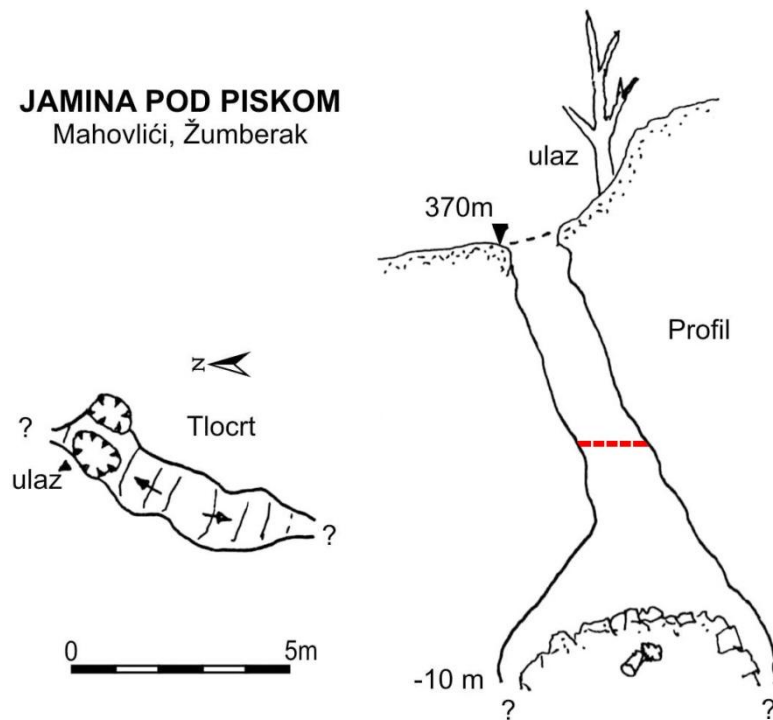 JAMINA POD PISKOM
Mahovlići, Žumberak
ulaz
370m
Profil
z
Tlocrt
?
ulaz
?
0
5m
-10 m
?
?